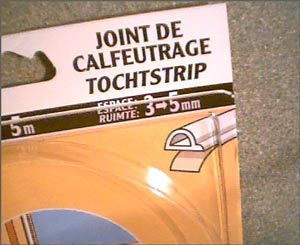 JOINT DE
CALFEUTRAGE
TOCHTSTRIP
5m
ESPACE:
RUIMTE: 3➡5mm